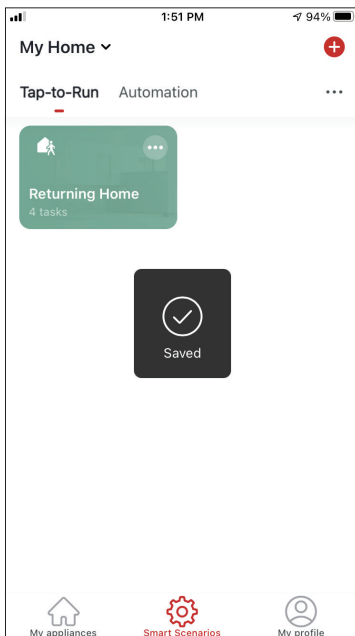 1:51 PM 94%
My Home
Tap-to-Run Automation
Returning Home
4 tasks
Saved
My appliances Smart Scenarios My profile